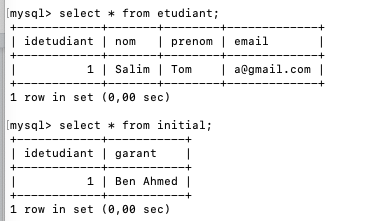 [mysql> select * from etudiant;
+------------+-------+--------+-------------+
| idetudiant | nom | prenom | email |
+------------+-------+--------+-------------+
| 1 | Salim | Tom | a@gmail.com |
+------------+-------+--------+-------------+
1 row in set (0,00 sec)
[mysql> select * from initial;
+------------+-----------+
| idetudiant | garant |
+------------+-----------+
| 1 | Ben Ahmed |
+------------+-----------+
1 row in set (0,00 sec)